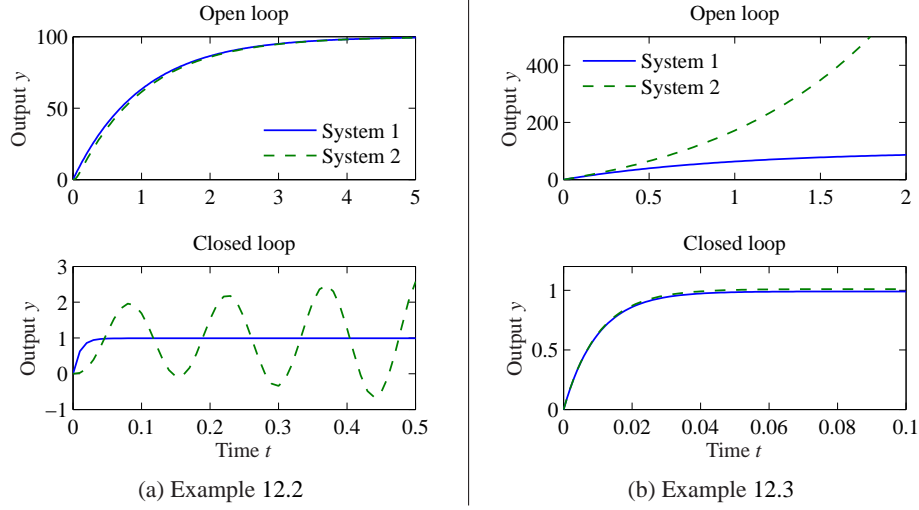 Open loop
100
50
0
Output y
System 1
System 2
0 1 2 3 4 5
Closed loop
3
2
1
0
−1
Output y
0 0.1 0.2 0.3 0.4 0.5
Time t
(a) Example 12.2
Open loop
400
200
0
Output y
System 1
System 2
0 0.5 1 1.5 2
Closed loop
1
0.5
0
Output y
0 0.02 0.04 0.06 0.08 0.1
Time t
(b) Example 12.3